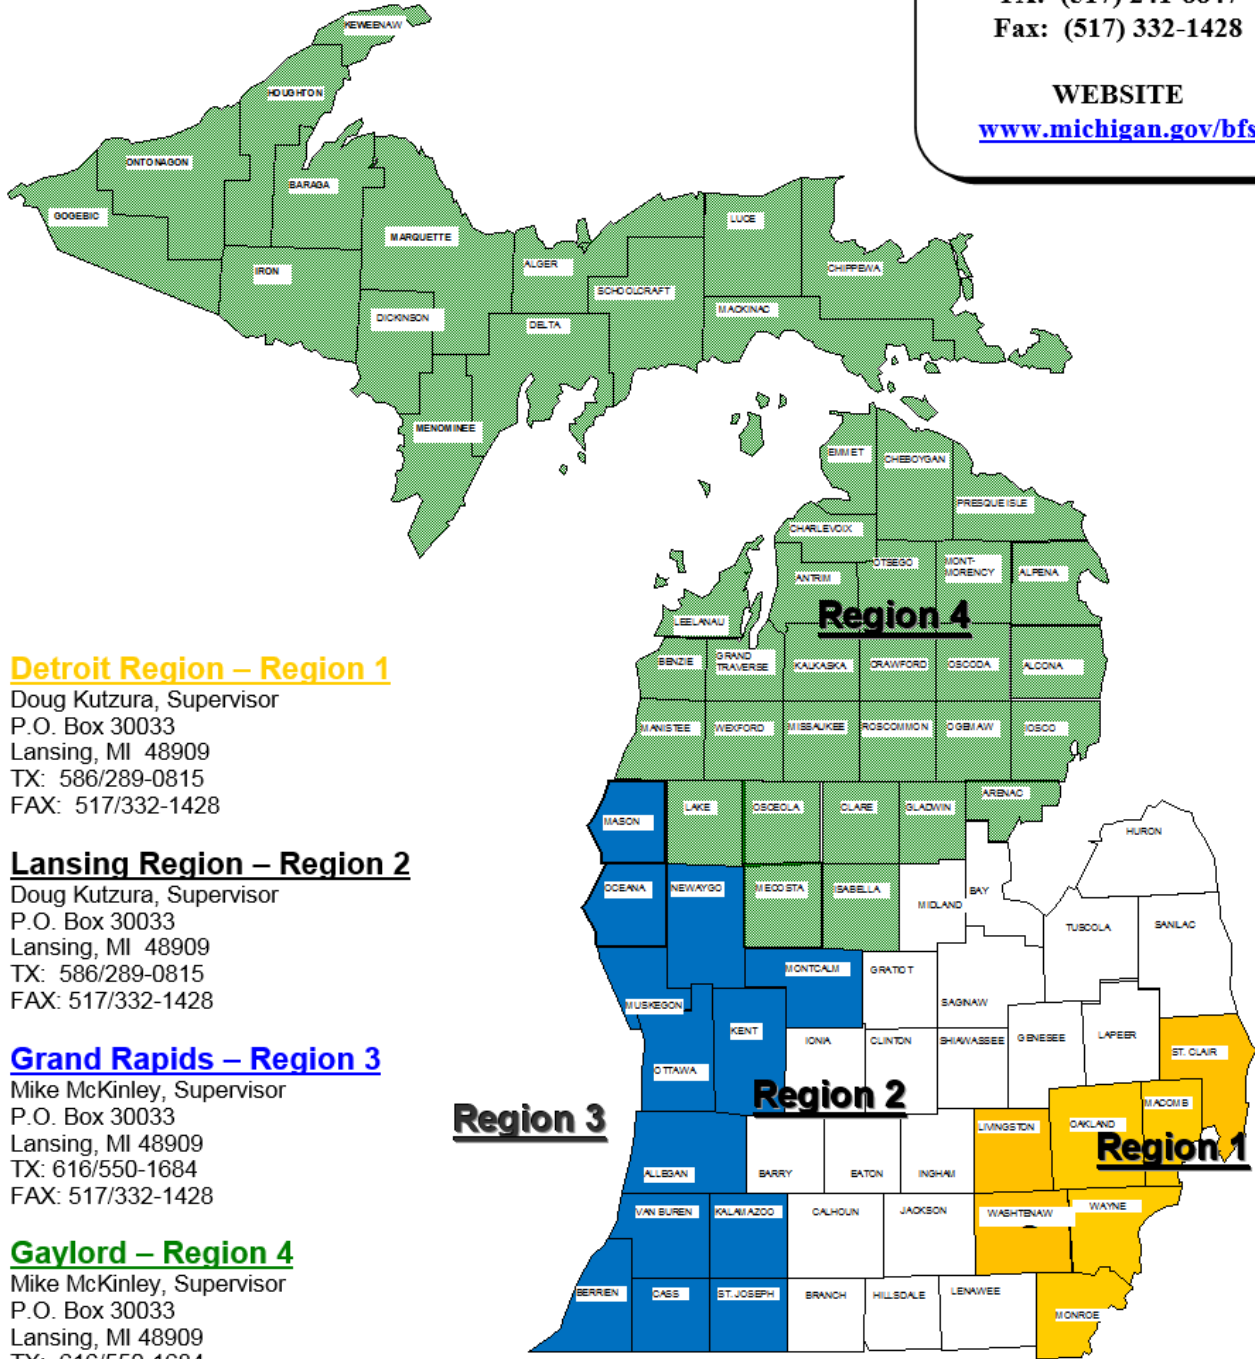 TX: (517) 241-8847
Fax: (517) 332-1428
WEBSITE
www.michigan.gov/bfs
KEWEENAW
HOUGHTON
ONTONAGON
BARAGA
GOGEBIC
MARQUETTE
LUCE
IRON
ALGER
CHIPPEWA
SCHOOLCRAFT
DICKINSON
DELTA
MACKINAC
MENOMINEE
EMMET
CHEBOYGAN
PRESQUE ISLE
CHARLEVOIX
OTSEGO
MONT-
MORENCY
ALPENA
ANTRIM
Region 4
LEELANAU
BENZIE
GRAND
TRAVERSE
KALKASKA
CRAWFORD
OSCODA
ALCONA
MANISTEE
WEXFORD
MISSAUKEE
ROSCOMMON
OGEMAW
IOSCO
MASON
LAKE
OSCEOLA
CLARE
GLADWIN
ARENAC
HURON
OCEANA
NEWAYGO
MECOSTA
ISABELLA
MIDLAND
BAY
TUSCOLA
SANILAC
MONTCALM
GRATIOT
SAGINAW
MUSKEGON
KENT
IONIA
CLINTON
SHIAWASSEE
GENESEE
LAPEER
ST. CLAIR
OTTAWA
Region 2
MACOMB
Region 3
LIVINGSTON
OAKLAND
Region 1
ALLEGAN
BARRY
EATON
INGHAM
VAN BUREN
KALAMAZOO
CALHOUN
JACKSON
WASHTENAW
WAYNE
BERRIEN
CASS
ST. JOSEPH
BRANCH
HILLSDALE
LENAWEE
MONROE
Detroit Region – Region 1
Doug Kutzura, Supervisor
P.O. Box 30033
Lansing, MI 48909
TX: 586/289-0815
FAX: 517/332-1428
Lansing Region – Region 2
Doug Kutzura, Supervisor
P.O. Box 30033
Lansing, MI 48909
TX: 586/289-0815
FAX: 517/332-1428
Grand Rapids – Region 3
Mike McKinley, Supervisor
P.O. Box 30033
Lansing, MI 48909
TX: 616/550-1684
FAX: 517/332-1428
Gaylord – Region 4
Mike McKinley, Supervisor
P.O. Box 30033
Lansing, MI 48909
TX: 616/550-1684